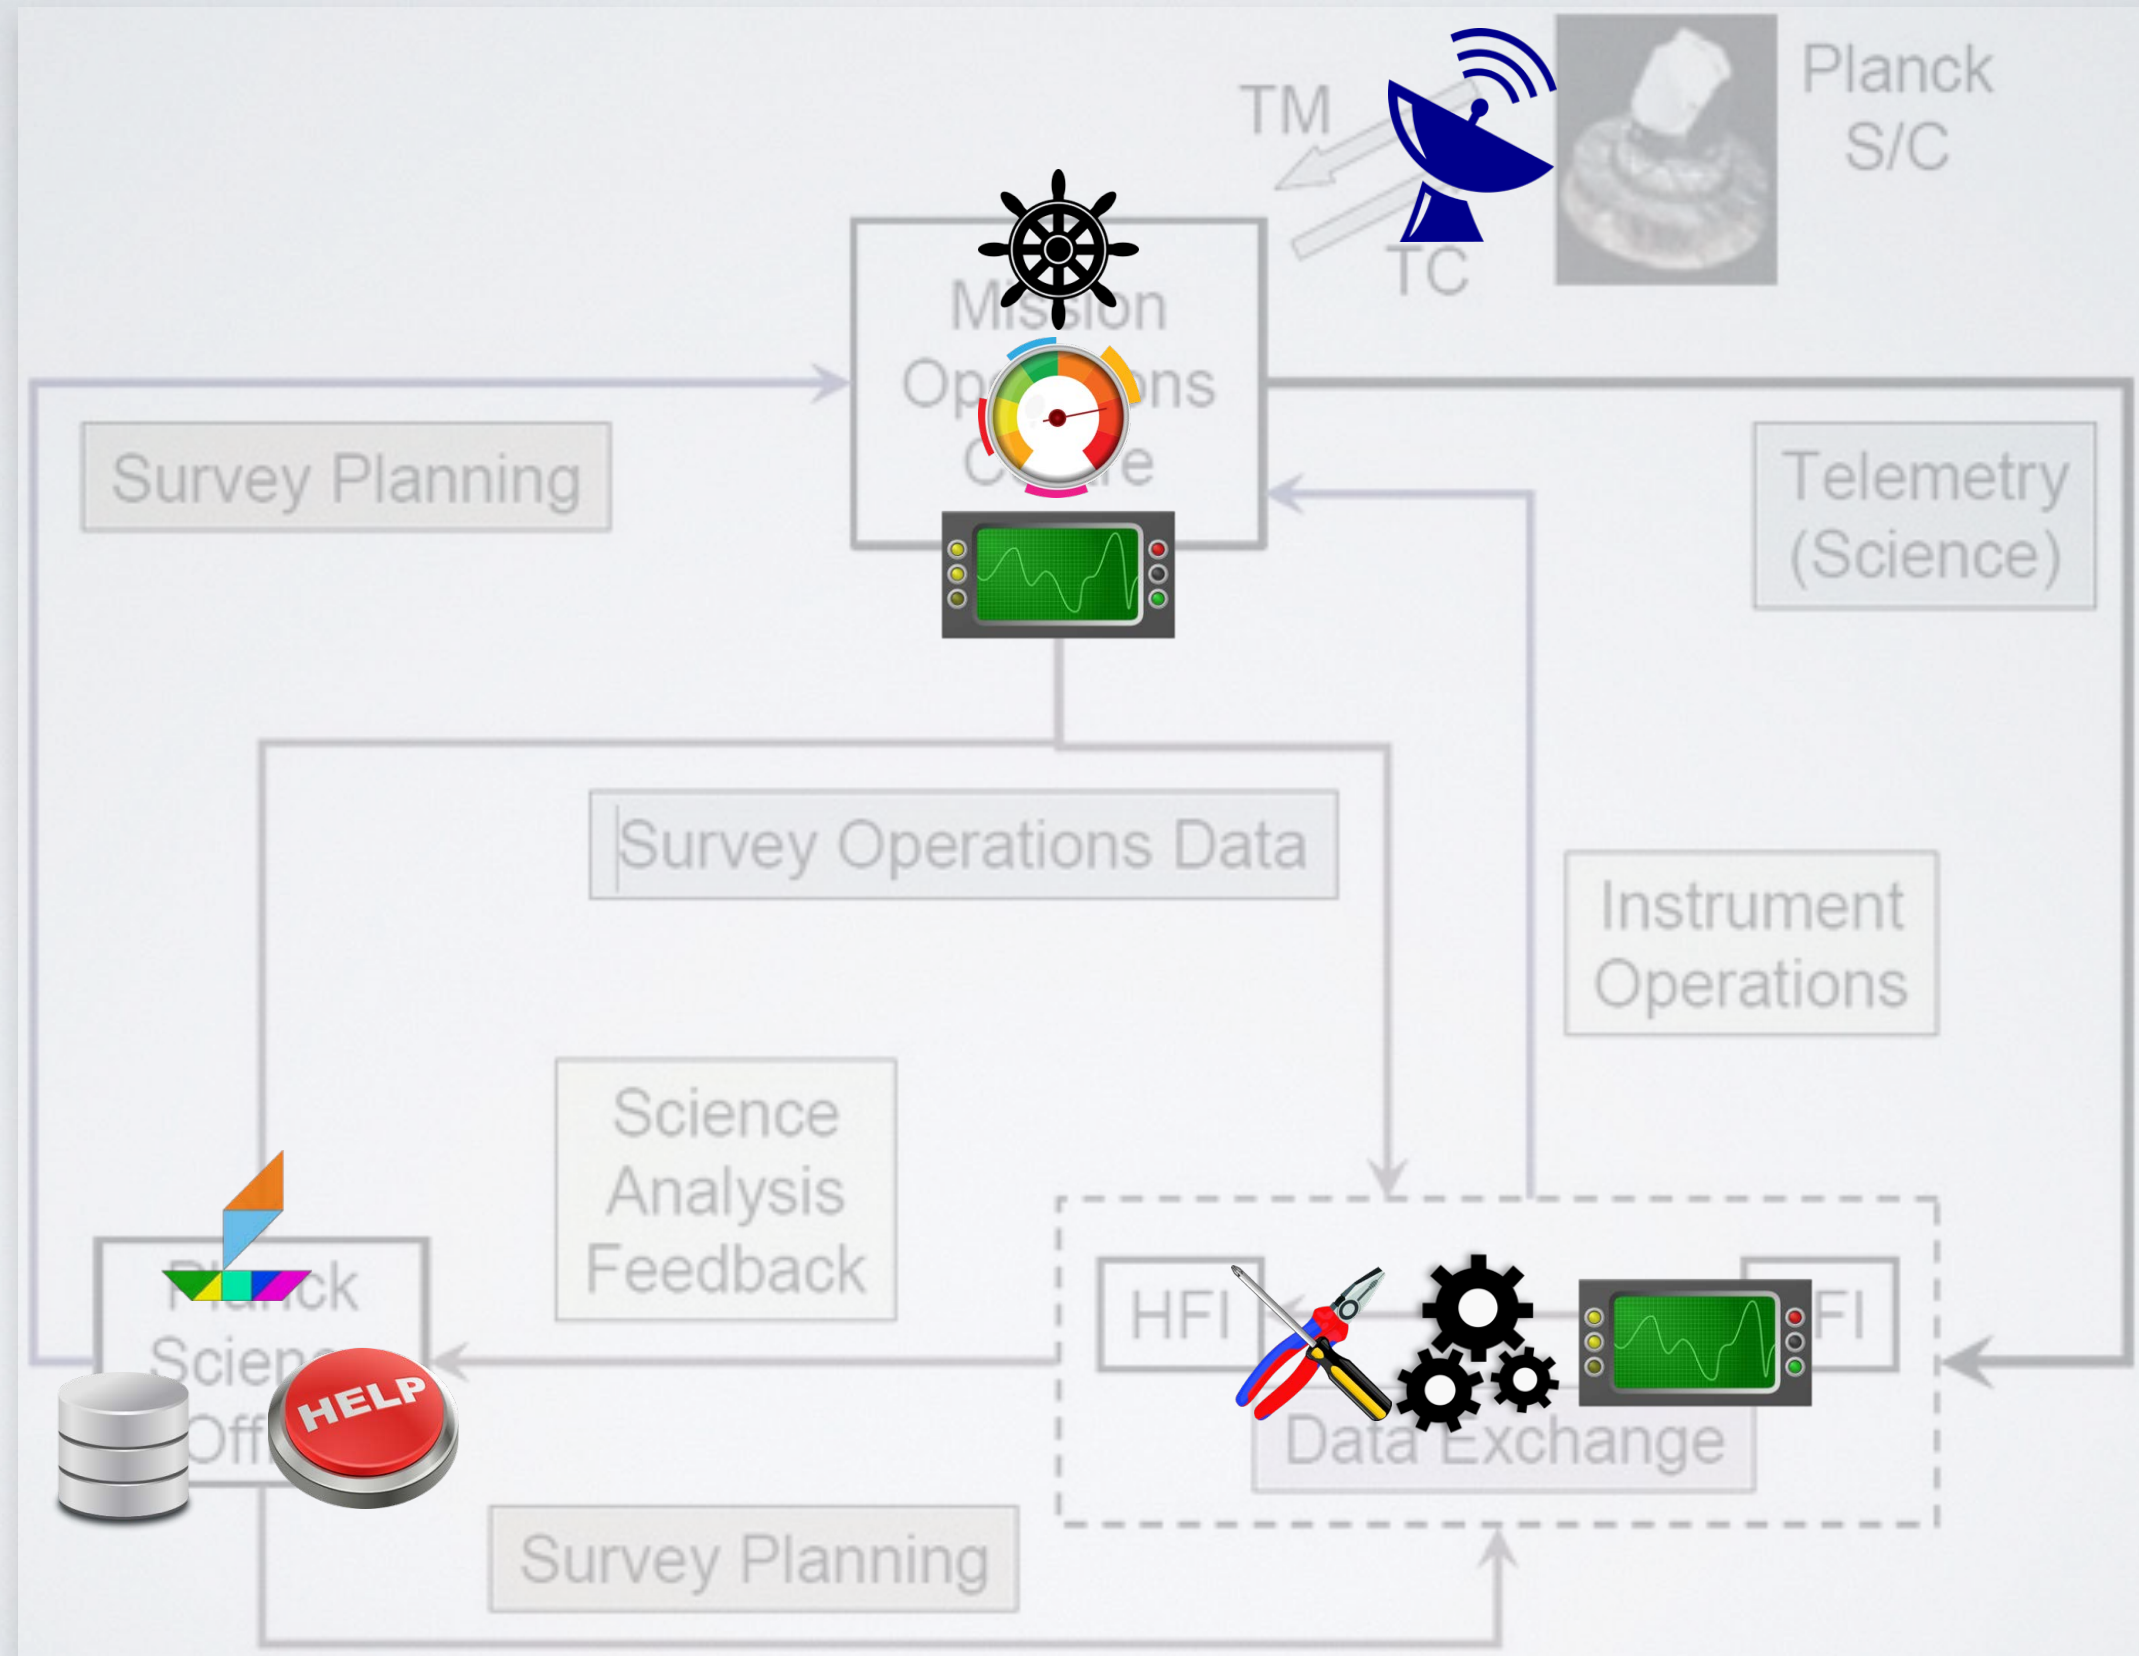 TM
Planck
S/C
TC
Mission
Survey Planning
Telemetry
(Science)
Survey Operations Data
Instrument
Operations
Science
Analysis
Feedback
HFI
HELP
Data Exchange
Survey Planning